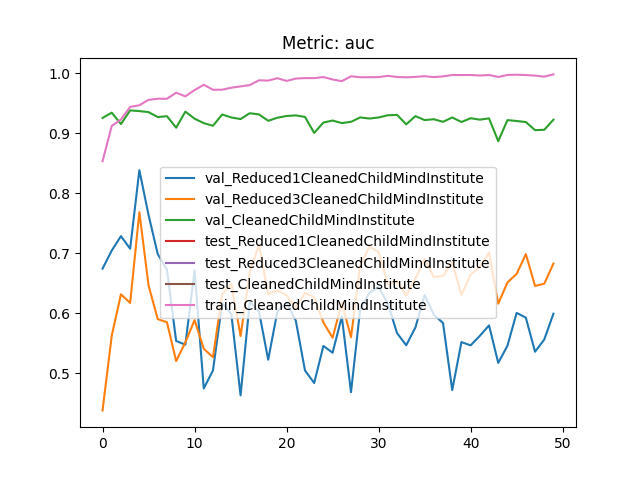 Metric: auc
1.0
0.9
0.8
0.7
0.6
0.5
val_Reduced1CleanedChildMindInstitute
val_Reduced3CleanedChildMindInstitute
val_CleanedChildMindInstitute
test_Reduced1CleanedChildMindInstitute
test_Reduced3CleanedChildMindInstitute
test_CleanedChildMindInstitute
train_CleanedChildMindInstitute
0 10 20 30 40 50